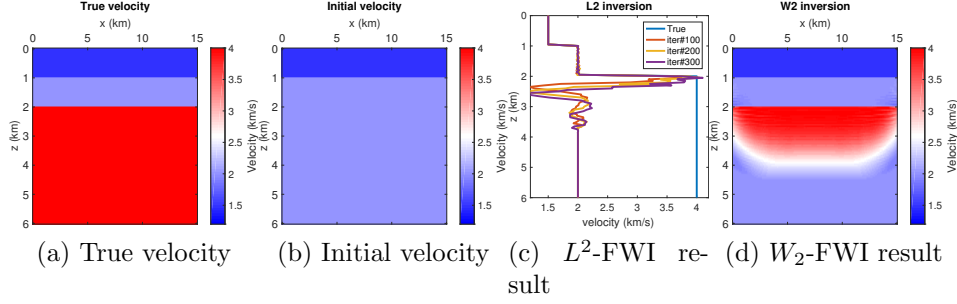 True velocity
x (km)
0 5 10 15
0
1
2
3
4
5
6
z (km)
4
3.5
3
2.5
2
1.5
Velocity (km/s)
(a) True velocity
Initial velocity
x (km)
0 5 10 15
0
1
2
3
4
5
6
z (km)
4
3.5
3
2.5
2
1.5
Velocity (km/s)
(b) Initial velocity
L2 inversion
0
1
2
3
4
5
6
z (km)
True
iter#100
iter#200
iter#300
1.5 2 2.5 3 3.5 4
velocity (km/s)
(c) L²-FWI re-
sult
W2 inversion
x (km)
0 5 10 15
0
1
2
3
4
5
6
z (km)
4
3.5
3
2.5
2
1.5
Velocity (km/s)
(d) W₂-FWI result